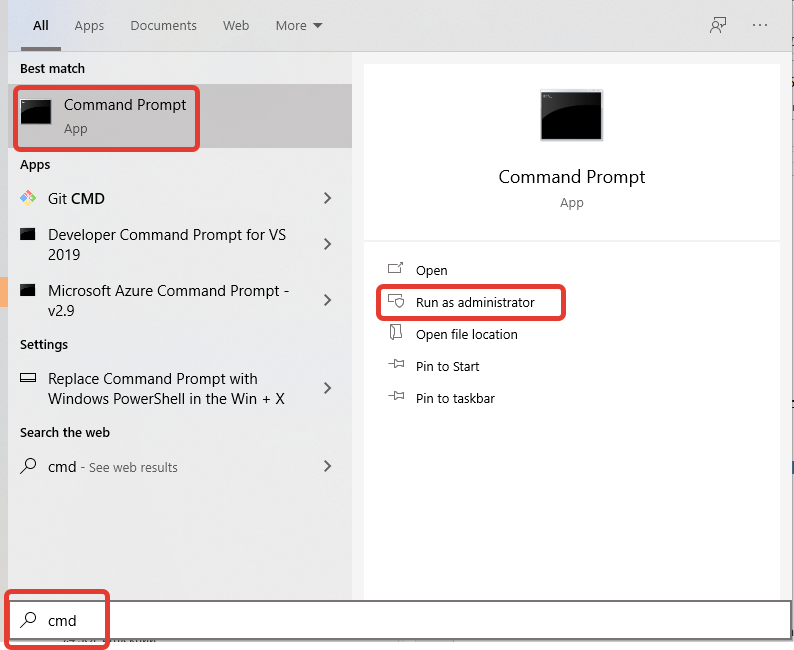 All Apps Documents Web More
Best match
Command Prompt
App
Apps
Git CMD
Developer Command Prompt for VS
2019
Microsoft Azure Command Prompt -
v2.9
Settings
Replace Command Prompt with
Windows PowerShell in the Win + X
Search the web
cmd - See web results
Command Prompt
App
Open
Run as administrator
Open file location
Pin to Start
Pin to taskbar
cmd